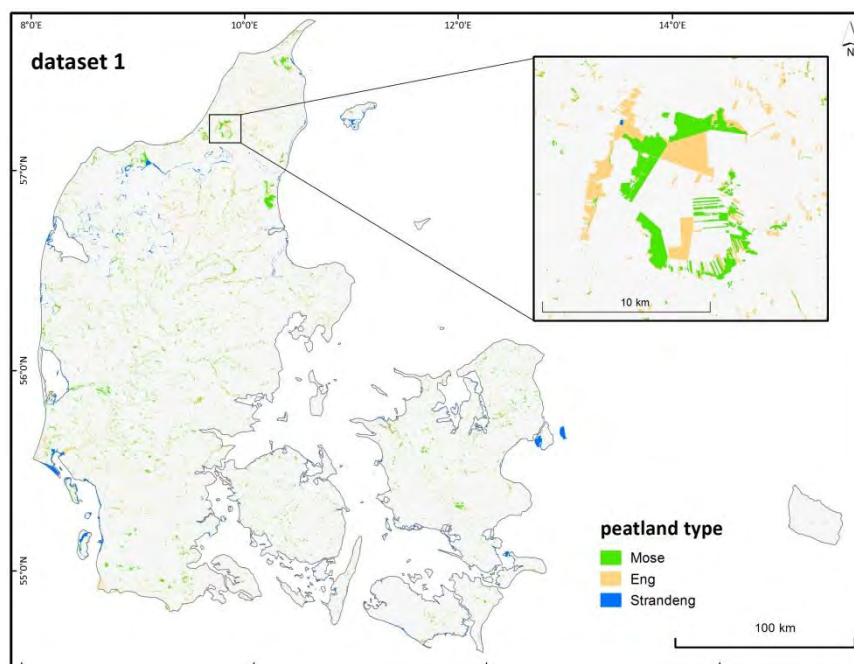 8°0'E
10°0'E
12°0'E
14°0'E
dataset 1
N
57°0'N
10 km
56°0'N
peatland type
Mose
Eng
Strandeng
55°0'N
100 km